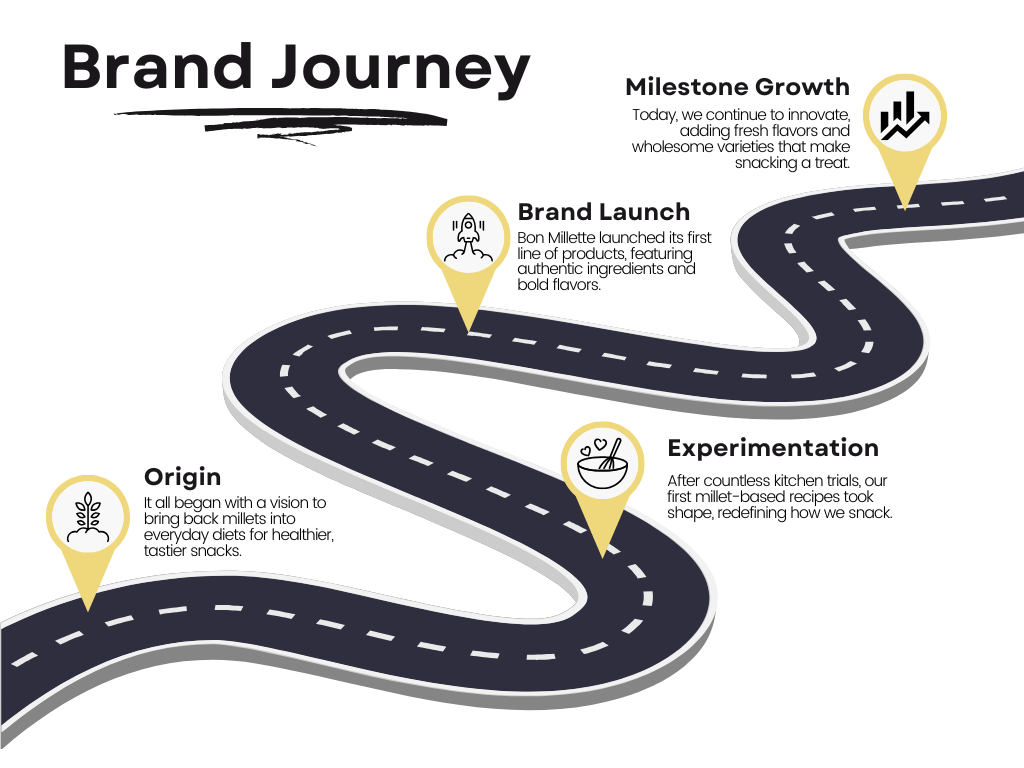 Brand Journey
Milestone Growth
Today, we continue to innovate,
adding fresh flavors and
wholesome varieties that make
snacking a treat.
Brand Launch
Bon Millette launched its first
line of products, featuring
authentic ingredients and
bold flavors.
Experimentation
After countless kitchen trials, our
first millet-based recipes took
shape, redefining how we snack.
Origin
It all began with a vision to
bring back millets into
everyday diets for healthier,
tastier snacks.